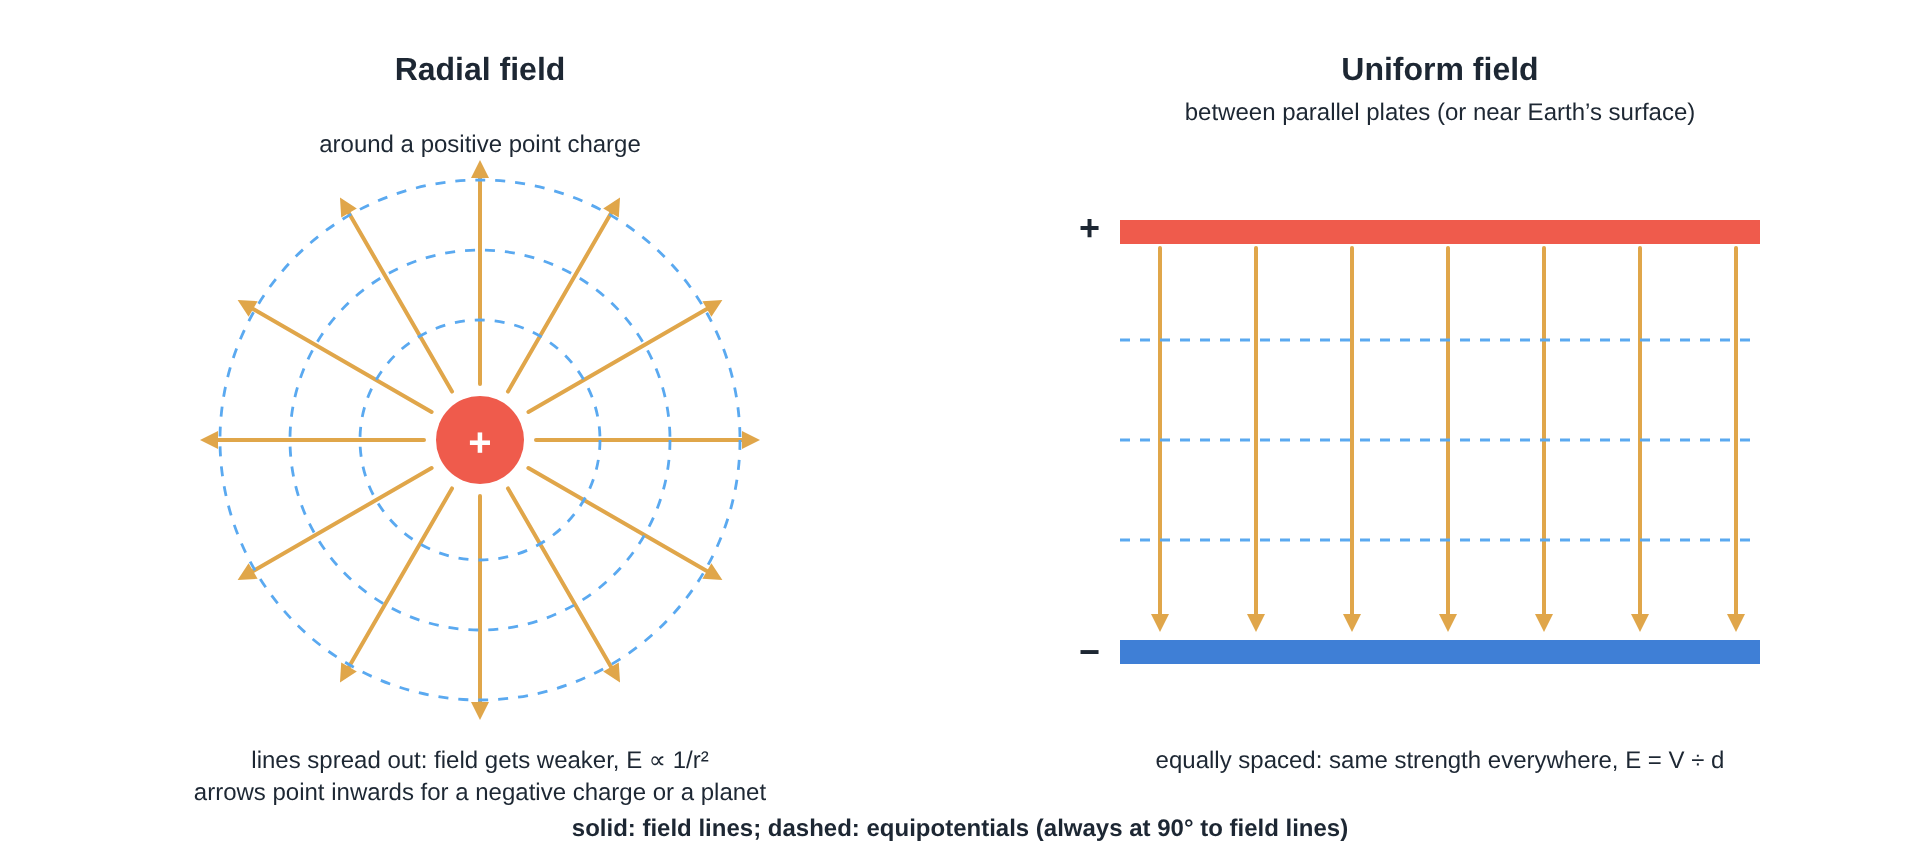 Radial field
around a positive point charge
+
lines spread out: field gets weaker, E ∝ 1/r²
arrows point inwards for a negative charge or a planet
Uniform field
between parallel plates (or near Earth’s surface)
+
−
equally spaced: same strength everywhere, E = V ÷ d
solid: field lines; dashed: equipotentials (always at 90° to field lines)